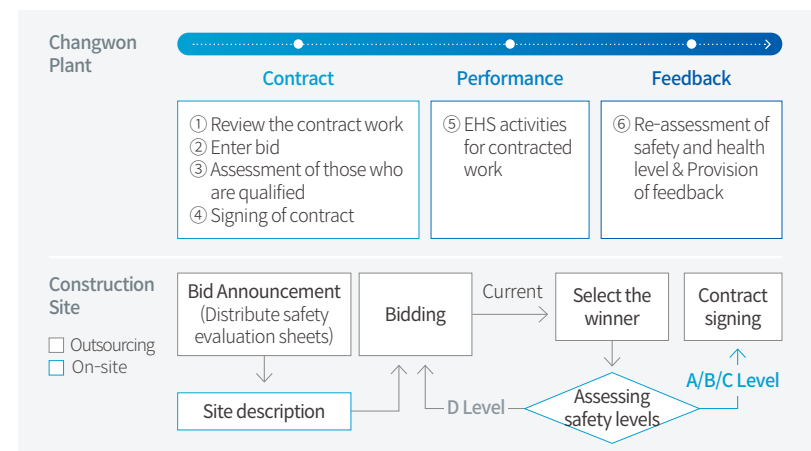 Changwon
Plant
Contract
Performance
Feedback
① Review the contract work
② Enter bid
③ Assessment of those who
are qualified
④ Signing of contract
⑤ EHS activities
for contracted
work
⑥ Re-assessment of
safety and health
level & Provision
of feedback
Construction
Site
Outsourcing
On-site
Bid Announcement
(Distribute safety
evaluation sheets)
Bidding
Current
Select the
winner
Contract
signing
Site description
D Level
Assessing
safety levels
A/B/C Level